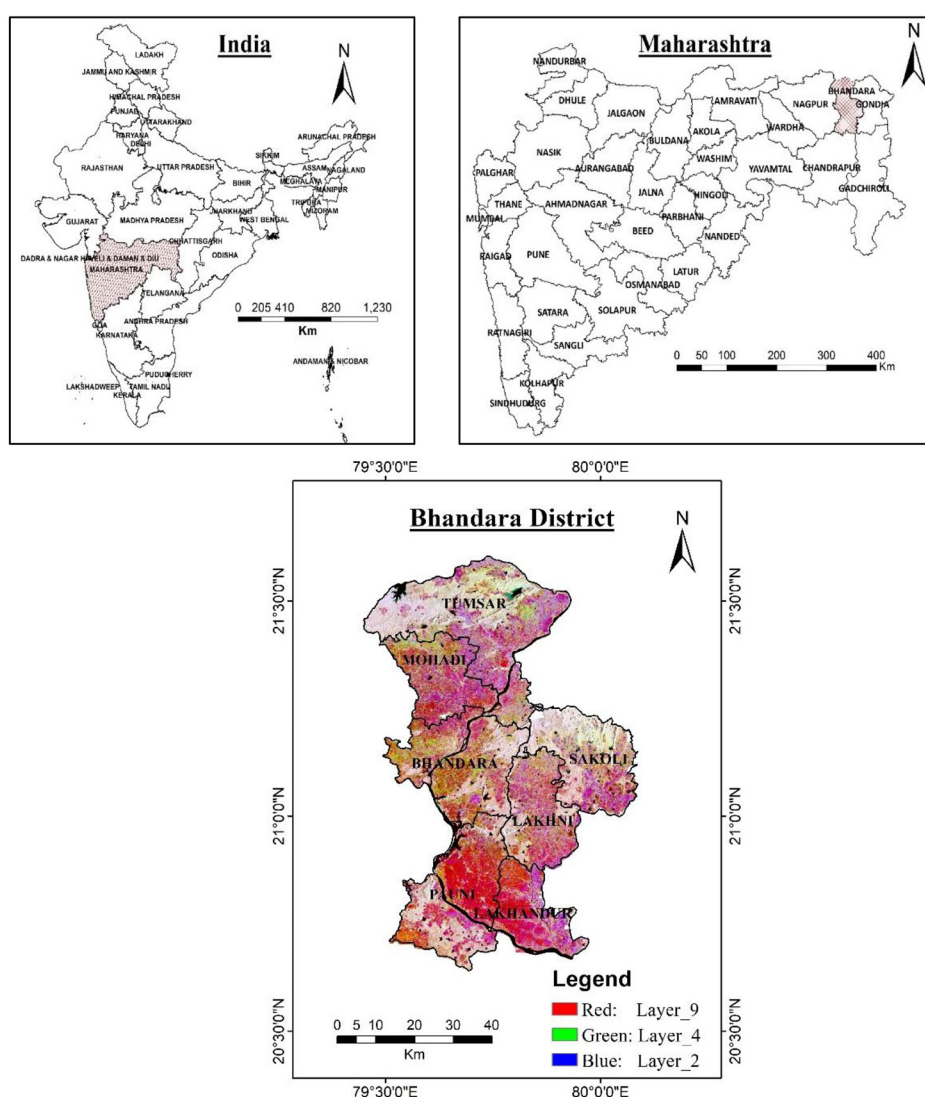 India
N
LADAKH
JAMMU AND KASHMIR
HIMACHAL PRADESH
PUNJAB
UTTARAKHAND
HARYANA
DELHI
ARUNACHAL PRADESH
SIKKIM
RAJASTHAN
UTTAR PRADESH
ASSAM
NAGALAND
MEGHALAYA
BIHIR
MANIPUR
TRIPURA
MIZORAM
JHARKHAND
WEST BENGAL
GUJARAT
MADHYA PRADESH
CHHATTISGARH
ODISHA
DADRA & NAGAR HAVELI & DAMAN & DIU
MAHARASHTRA
TELANGANA
0 205 410 820 1,230
Km
GOA
ANDHRA PRADESH
KARNATAKA
ANDAMAN & NICOBAR
PUDUCHERRY
LAKSHADWEEP
TAMIL NADU
KERALA
Maharashtra
N
NANDURBAR
DHULE
JALGAON
AMRAVATI
NAGPUR
BHANDARA
GONDIA
BULDANA
AKOLA
WARDHA
NASIK
WASHIM
PALGHAR
AURANGABAD
YAVAMTAL
CHANDRAPUR
GADCHIROLI
THANE
AHMADNAGAR
JALNA
HINGOLI
MUMBAI
PARBHANI
BEED
NANDED
RAIGAD
PUNE
LATUR
OSMANABAD
SATARA
SOLAPUR
RATNAGIRI
SANGLI
0 50 100 200 300 400
Km
KOLHAPUR
SINDHUDURG
79°30'0"E 80°0'0"E
Bhandara District
N
21°30'0"N
21°30'0"N
TUMSAR
MOHADI
BHANDARA
SAKOLI
21°0'0"N
21°0'0"N
LAKHNI
PAUNI
LAKHANDUR
Legend
Red: Layer_9
Green: Layer_4
Blue: Layer_2
0 5 10 20 30 40
Km
20°30'0"N
20°30'0"N
79°30'0"E 80°0'0"E